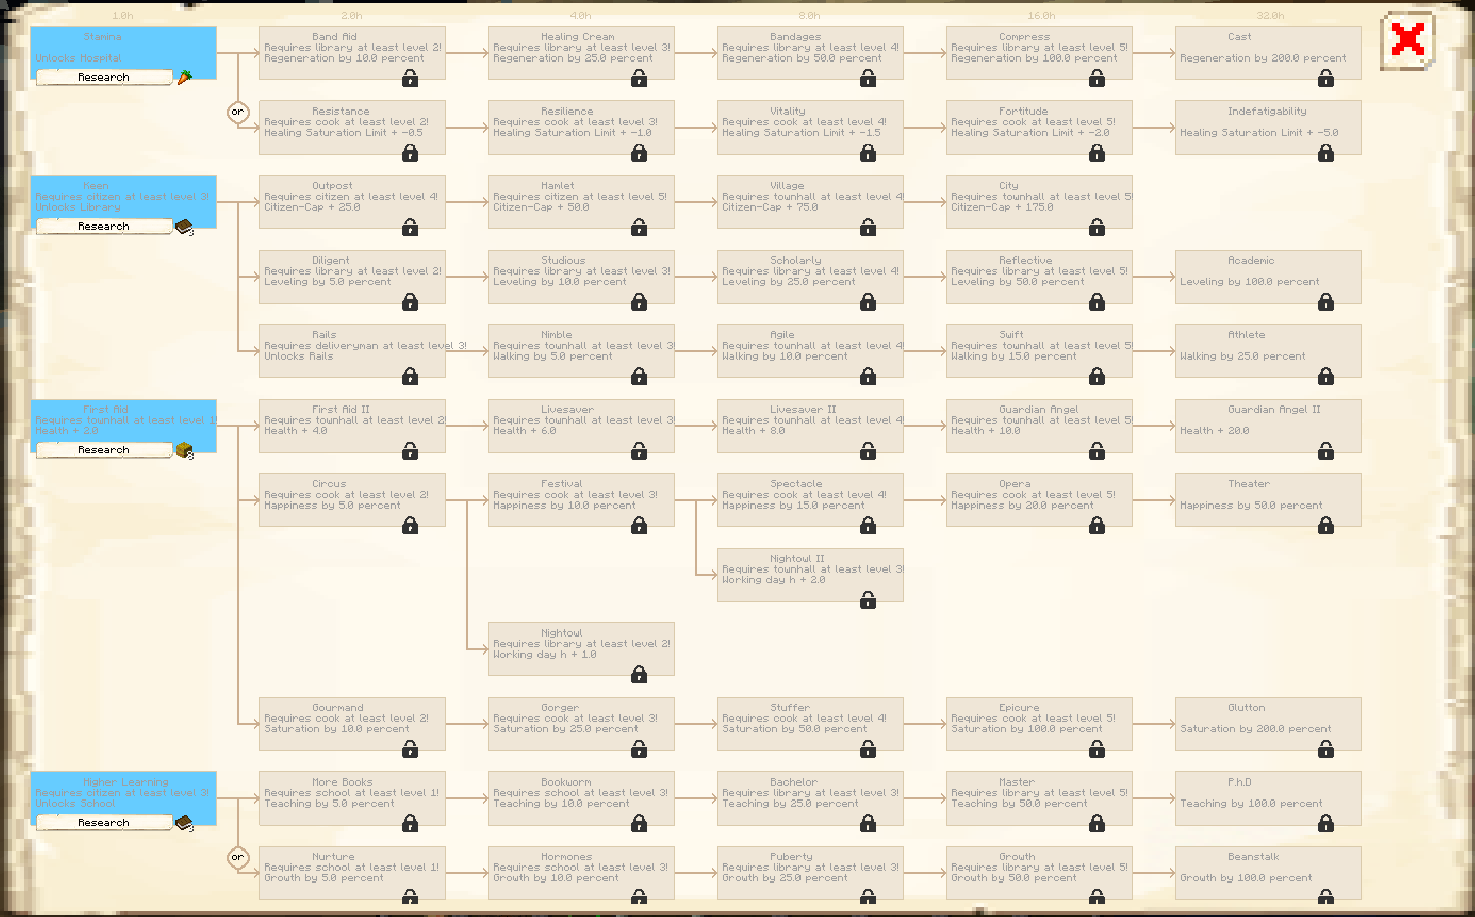 1.0h 2.0h 4.0h 8.0h 16.0h 32.0h
Stamina
Unlocks Hospital
Research
Band Aid
Requires library at least level 2!
Regeneration by 10.0 percent
Healing Cream
Requires library at least level 3!
Regeneration by 25.0 percent
Bandages
Requires library at least level 4!
Regeneration by 50.0 percent
Compress
Requires library at least level 5!
Regeneration by 100.0 percent
Cast
Regeneration by 200.0 percent
or
Resistance
Requires cook at least level 2!
Healing Saturation Limit + -0.5
Resilience
Requires cook at least level 3!
Healing Saturation Limit + -1.0
Vitality
Requires cook at least level 4!
Healing Saturation Limit + -1.5
Fortitude
Requires cook at least level 5!
Healing Saturation Limit + -2.0
Indefatigability
Healing Saturation Limit + -5.0
Keen
Requires citizen at least level 3!
Unlocks Library
Research
Outpost
Requires citizen at least level 4!
Citizen-Cap + 25.0
Hamlet
Requires citizen at least level 5!
Citizen-Cap + 50.0
Village
Requires townhall at least level 4!
Citizen-Cap + 75.0
City
Requires townhall at least level 5!
Citizen-Cap + 175.0
Diligent
Requires library at least level 2!
Leveling by 5.0 percent
Studious
Requires library at least level 3!
Leveling by 10.0 percent
Scholarly
Requires library at least level 4!
Leveling by 25.0 percent
Reflective
Requires library at least level 5!
Leveling by 50.0 percent
Academic
Leveling by 100.0 percent
Rails
Requires deliveryman at least level 3!
Unlocks Rails
Nimble
Requires townhall at least level 3!
Walking by 5.0 percent
Agile
Requires townhall at least level 4!
Walking by 10.0 percent
Swift
Requires townhall at least level 5!
Walking by 15.0 percent
Athlete
Walking by 25.0 percent
First Aid
Requires townhall at least level 1!
Health + 2.0
Research
First Aid II
Requires townhall at least level 2!
Health + 4.0
Livesaver
Requires townhall at least level 3!
Health + 6.0
Livesaver II
Requires townhall at least level 4!
Health + 8.0
Guardian Angel
Requires townhall at least level 5!
Health + 10.0
Guardian Angel II
Health + 20.0
Circus
Requires cook at least level 2!
Happiness by 5.0 percent
Festival
Requires cook at least level 3!
Happiness by 10.0 percent
Spectacle
Requires cook at least level 4!
Happiness by 15.0 percent
Opera
Requires cook at least level 5!
Happiness by 20.0 percent
Theater
Happiness by 50.0 percent
Nightowl II
Requires townhall at least level 3!
Working day h + 2.0
Nightowl
Requires library at least level 2!
Working day h + 1.0
Gourmand
Requires cook at least level 2!
Saturation by 10.0 percent
Gorger
Requires cook at least level 3!
Saturation by 25.0 percent
Stuffer
Requires cook at least level 4!
Saturation by 50.0 percent
Epicure
Requires cook at least level 5!
Saturation by 100.0 percent
Glutton
Saturation by 200.0 percent
Higher Learning
Requires citizen at least level 3!
Unlocks School
Research
More Books
Requires school at least level 1!
Teaching by 5.0 percent
Bookworm
Requires school at least level 3!
Teaching by 10.0 percent
Bachelor
Requires library at least level 3!
Teaching by 25.0 percent
Master
Requires library at least level 5!
Teaching by 50.0 percent
P.h.D
Teaching by 100.0 percent
or
Nurture
Requires school at least level 1!
Growth by 5.0 percent
Hormones
Requires school at least level 3!
Growth by 10.0 percent
Puberty
Requires library at least level 3!
Growth by 25.0 percent
Growth
Requires library at least level 5!
Growth by 50.0 percent
Beanstalk
Growth by 100.0 percent